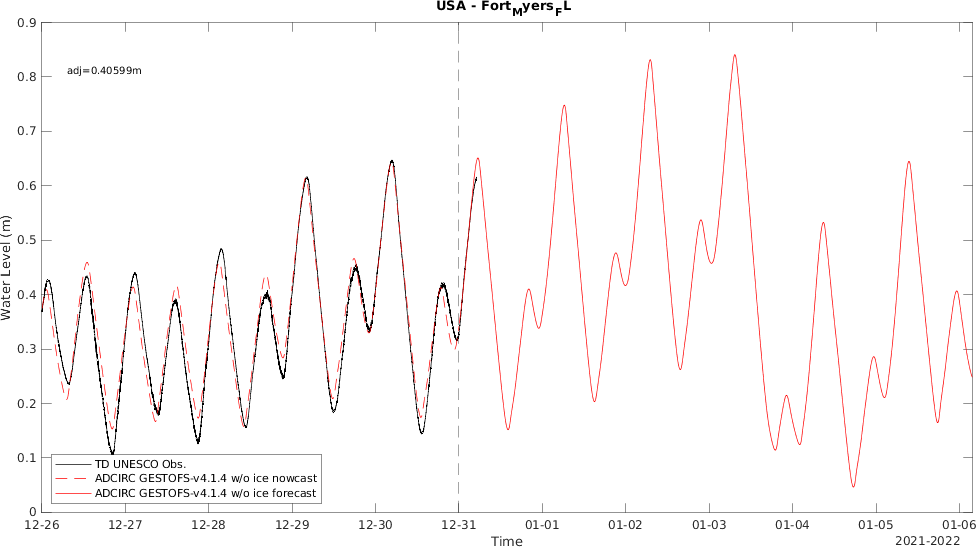 USA - Fort_Myers_FL
0.9
0.8
0.7
0.6
0.5
0.4
0.3
0.2
0.1
0
Water Level (m)
adj=0.40599m
TD UNESCO Obs.
ADCIRC GESTOFS-v4.1.4 w/o ice nowcast
ADCIRC GESTOFS-v4.1.4 w/o ice forecast
12-26 12-27 12-28 12-29 12-30 12-31 01-01 01-02 01-03 01-04 01-05 01-06
Time
2021-2022